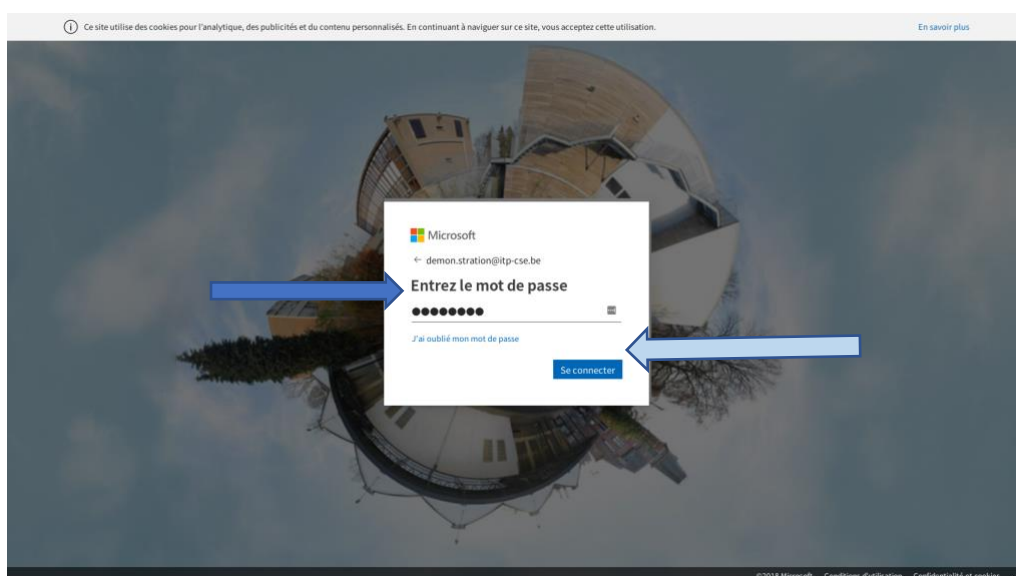 Ce site utilise des cookies pour l'analytique, des publicités et du contenu personnalisés. En continuant à naviguer sur ce site, vous acceptez cette utilisation. En savoir plus
Microsoft
← demon.stration@itp-cse.be
Entrez le mot de passe
●●●●●●●●
J'ai oublié mon mot de passe
Se connecter
©2018 Microsoft Conditions d'utilisation Confidentialité et cookies